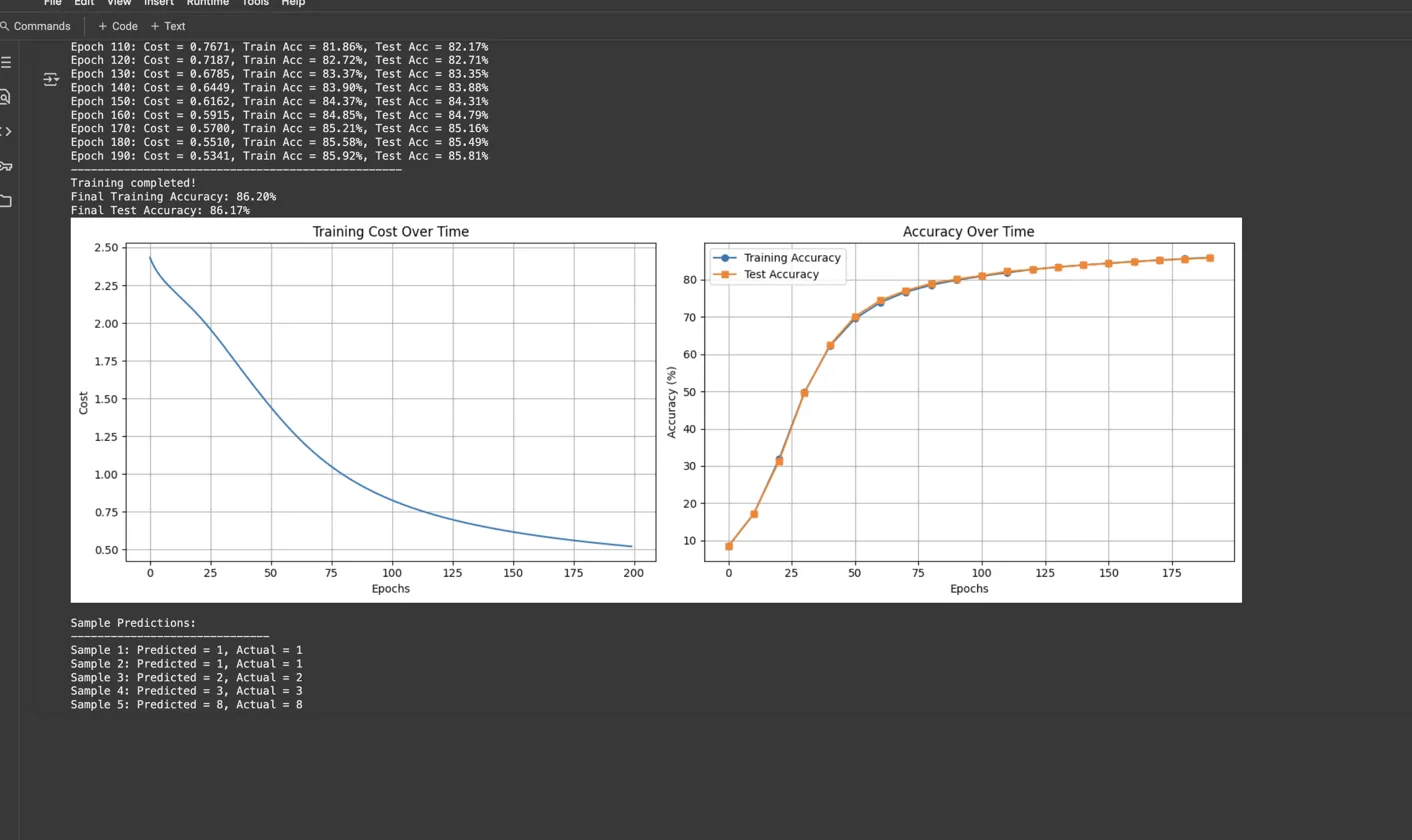 File Edit View Insert Runtime Tools Help
Commands + Code + Text
Epoch 110: Cost = 0.7671, Train Acc = 81.86%, Test Acc = 82.17%
Epoch 120: Cost = 0.7187, Train Acc = 82.72%, Test Acc = 82.71%
Epoch 130: Cost = 0.6785, Train Acc = 83.37%, Test Acc = 83.35%
Epoch 140: Cost = 0.6449, Train Acc = 83.90%, Test Acc = 83.88%
Epoch 150: Cost = 0.6162, Train Acc = 84.37%, Test Acc = 84.31%
Epoch 160: Cost = 0.5915, Train Acc = 84.85%, Test Acc = 84.79%
Epoch 170: Cost = 0.5700, Train Acc = 85.21%, Test Acc = 85.16%
Epoch 180: Cost = 0.5510, Train Acc = 85.58%, Test Acc = 85.49%
Epoch 190: Cost = 0.5341, Train Acc = 85.92%, Test Acc = 85.81%
--------------------------------------------------
Training completed!
Final Training Accuracy: 86.20%
Final Test Accuracy: 86.17%
Training Cost Over Time
2.50
2.25
2.00
1.75
1.50
1.25
1.00
0.75
0.50
Cost
0 25 50 75 100 125 150 175 200
Epochs
Accuracy Over Time
Training Accuracy
Test Accuracy
80
70
60
50
40
30
20
10
Accuracy (%)
0 25 50 75 100 125 150 175
Epochs
Sample Predictions:
------------------------------
Sample 1: Predicted = 1, Actual = 1
Sample 2: Predicted = 1, Actual = 1
Sample 3: Predicted = 2, Actual = 2
Sample 4: Predicted = 3, Actual = 3
Sample 5: Predicted = 8, Actual = 8